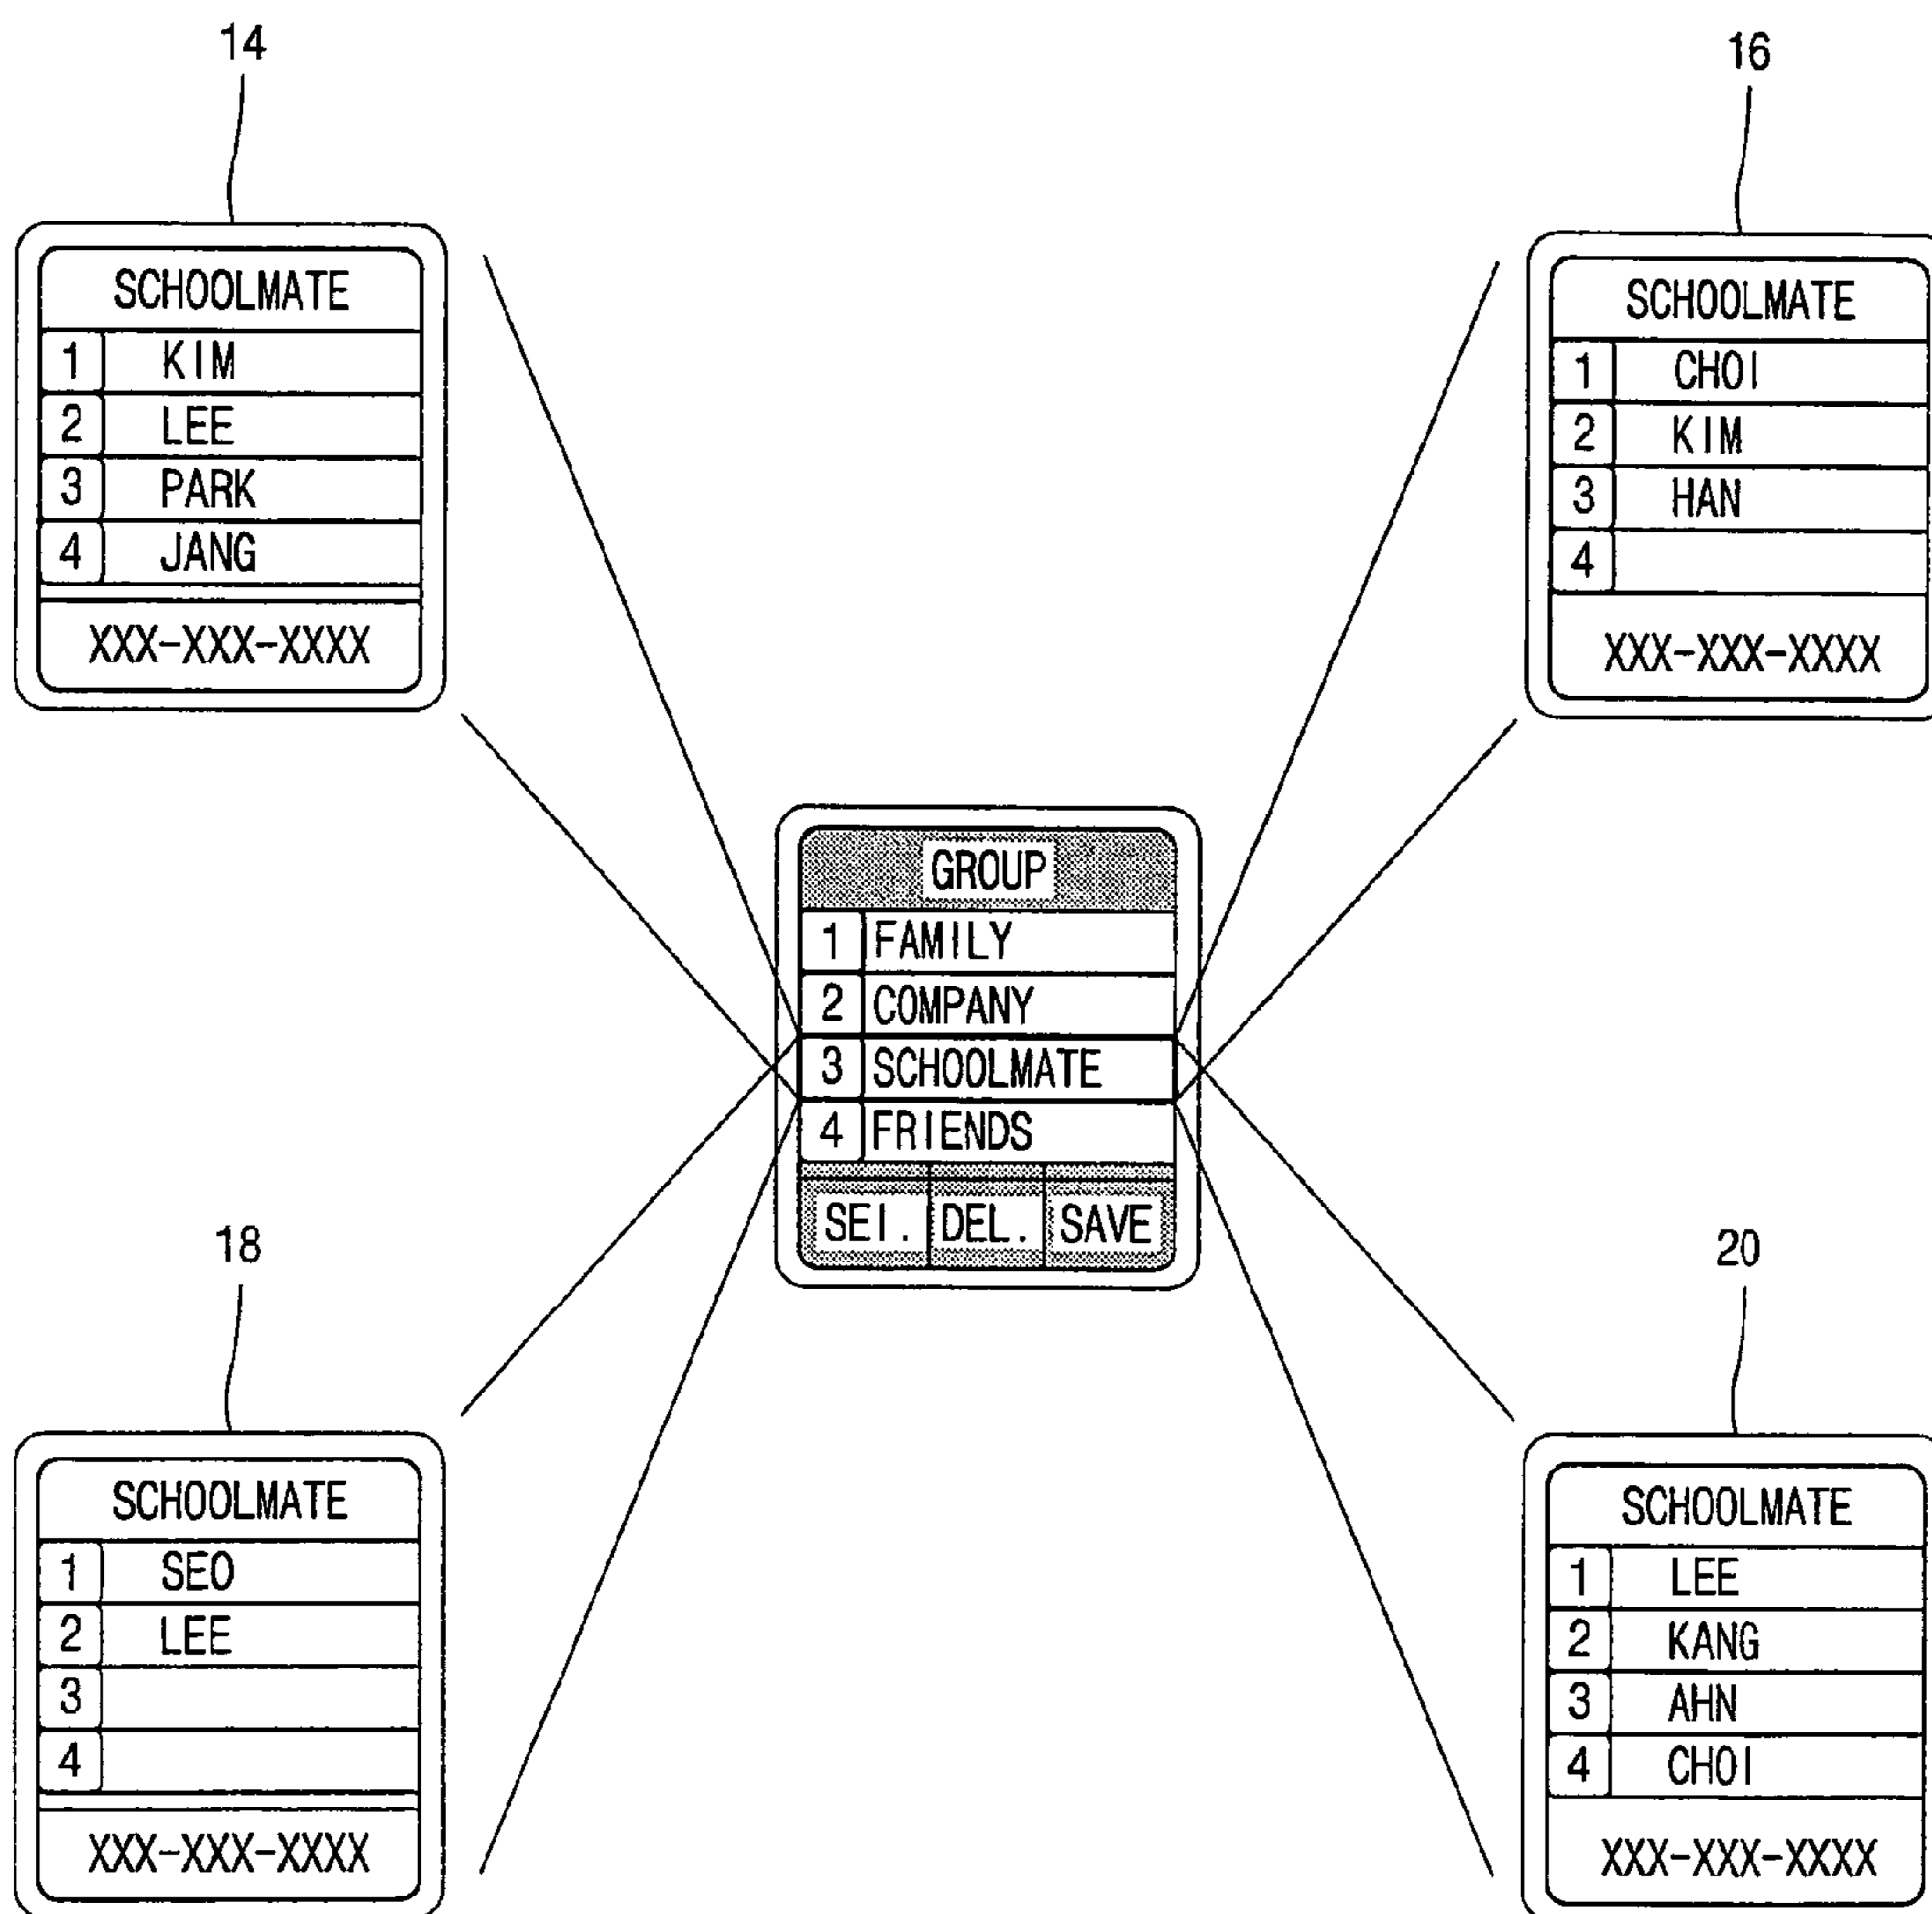 14
SCHOOLMATE
1 KIM
2 LEE
3 PARK
4 JANG
XXX-XXX-XXXX
16
SCHOOLMATE
1 CHOI
2 KIM
3 HAN
4
XXX-XXX-XXXX
GROUP
1 FAMILY
2 COMPANY
3 SCHOOLMATE
4 FRIENDS
SEI. DEL. SAVE
18
SCHOOLMATE
1 SEO
2 LEE
3
4
XXX-XXX-XXXX
20
SCHOOLMATE
1 LEE
2 KANG
3 AHN
4 CHOI
XXX-XXX-XXXX